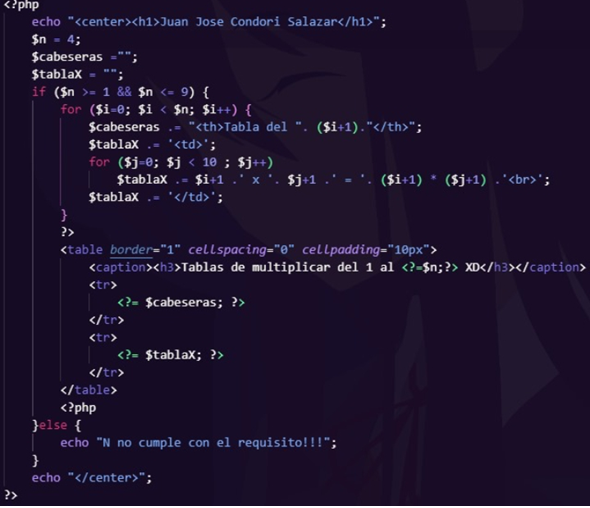 <?php
    echo "<center><h1>Juan Jose Condori Salazar</h1>";
    $n = 4;
    $cabeseras ="";
    $tablaX = "";
    if ($n >= 1 && $n <= 9) {
        for ($i=0; $i < $n; $i++) {
            $cabeseras .= "<th>Tabla del ". ($i+1)."</th>";
            $tablaX .= '<td>';
            for ($j=0; $j < 10 ; $j++)
                $tablaX .= $i+1 .' x '. $j+1 .' = '. ($i+1) * ($j+1) .'<br>';
            $tablaX .= '</td>';
        }
        ?>
        <table border="1" cellspacing="0" cellpadding="10px">
            <caption><h3>Tablas de multiplicar del 1 al <?=$n;?> XD</h3></caption>
            <tr>
                <?= $cabeseras; ?>
            </tr>
            <tr>
                <?= $tablaX; ?>
            </tr>
        </table>
        <?php
    }else {
        echo "N no cumple con el requisito!!!";
    }
    echo "</center>";
?>